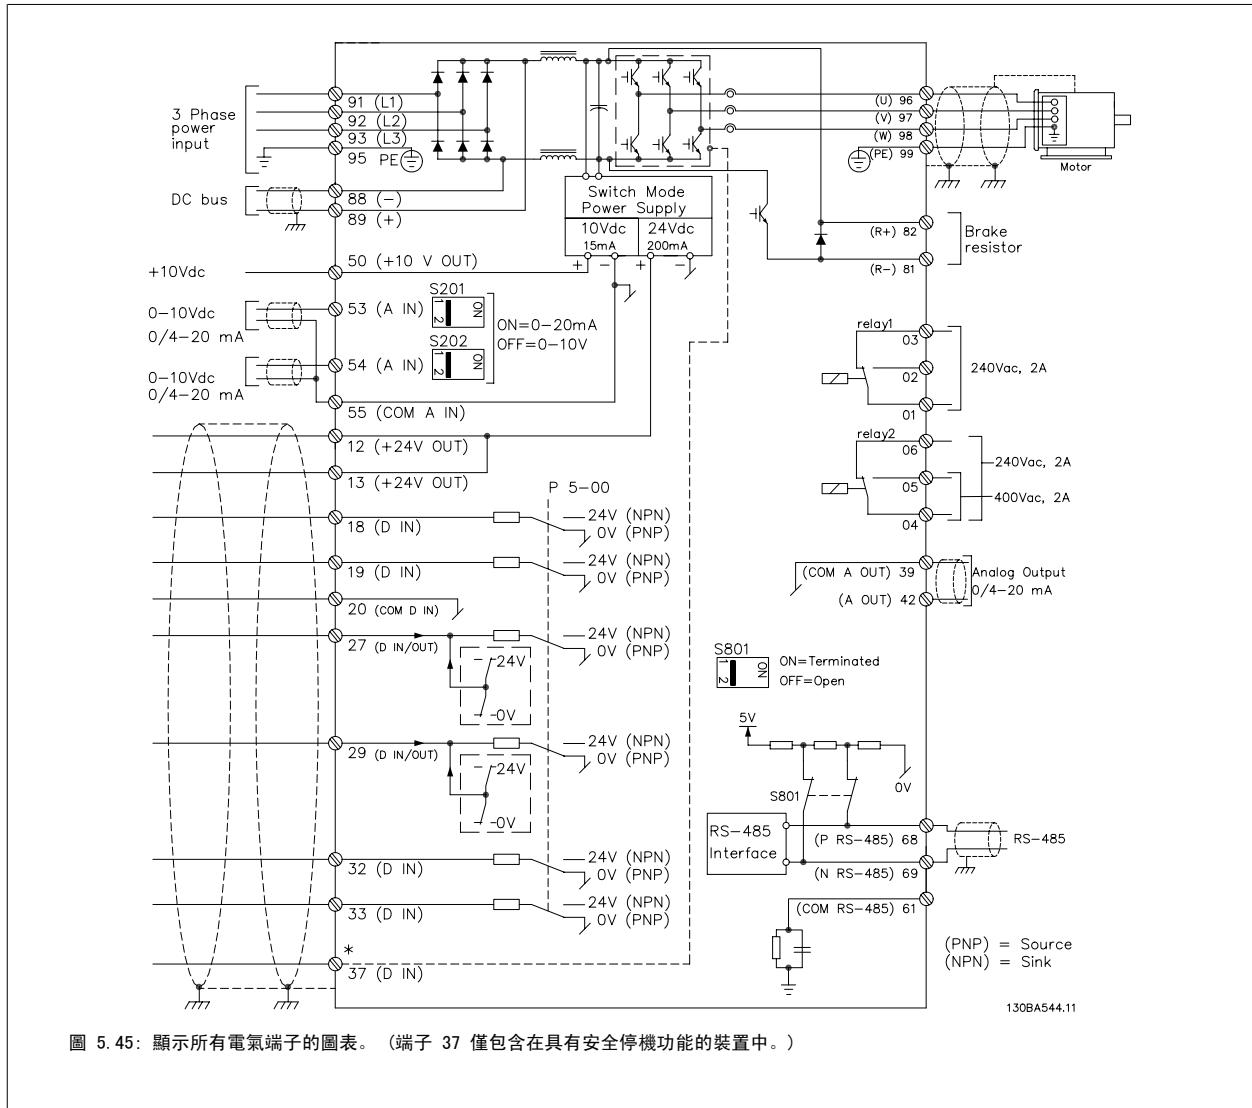 3 Phase
power
input
91 (L1)
92 (L2)
93 (L3)
95 PE
DC bus
88 (-)
89 (+)
Switch Mode
Power Supply
10Vdc
15mA
24Vdc
200mA
+ - + -
(U) 96
(V) 97
(W) 98
(PE) 99
Motor
(R+) 82
(R-) 81
Brake
resistor
+10Vdc
50 (+10 V OUT)
0-10Vdc
0/4-20 mA
53 (A IN)
S201
1 2
ON
ON=0-20mA
OFF=0-10V
S202
1 2
ON
0-10Vdc
0/4-20 mA
54 (A IN)
55 (COM A IN)
12 (+24V OUT)
13 (+24V OUT)
relay1
03
02
01
240Vac, 2A
relay2
06
05
04
240Vac, 2A
400Vac, 2A
P 5-00
18 (D IN)
24V (NPN)
0V (PNP)
19 (D IN)
24V (NPN)
0V (PNP)
20 (COM D IN)
27 (D IN/OUT)
24V (NPN)
0V (PNP)
24V
0V
29 (D IN/OUT)
24V (NPN)
0V (PNP)
24V
0V
32 (D IN)
24V (NPN)
0V (PNP)
33 (D IN)
24V (NPN)
0V (PNP)
*
37 (D IN)
(COM A OUT) 39
(A OUT) 42
Analog Output
0/4-20 mA
S801
1 2
ON
ON=Terminated
OFF=Open
5V
S801
0V
RS-485
Interface
(P RS-485) 68
(N RS-485) 69
RS-485
(COM RS-485) 61
(PNP) = Source
(NPN) = Sink
130BA544.11
圖 5.45: 顯示所有電氣端子的圖表。 (端子 37 僅包含在具有安全停機功能的裝置中。)